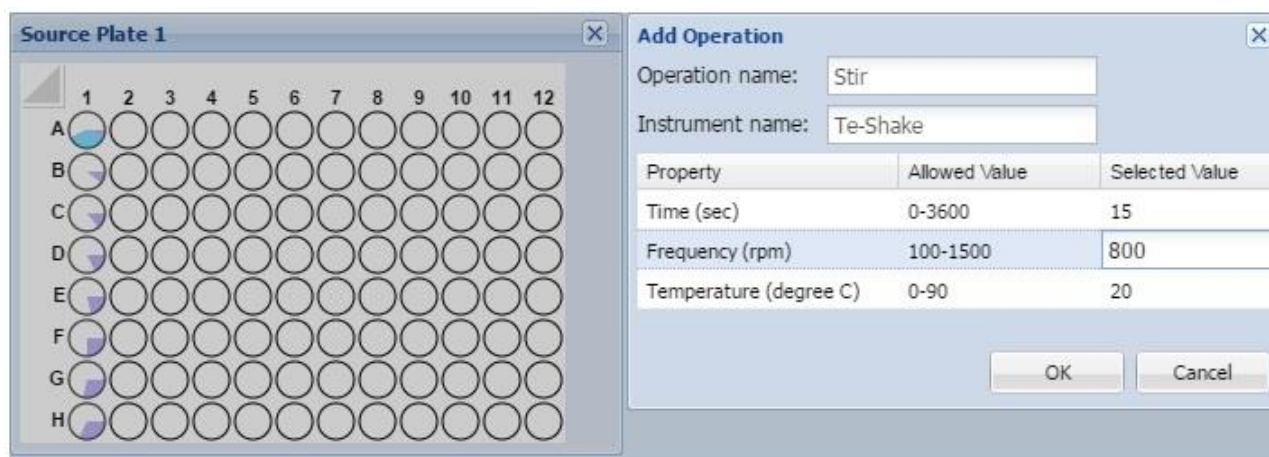 Source Plate 1
1 2 3 4 5 6 7 8 9 10 11 12
A
B
C
D
E
F
G
H
Add Operation
Operation name: Stir
Instrument name: Te-Shake
Property Allowed Value Selected Value
Time (sec) 0-3600 15
Frequency (rpm) 100-1500 800
Temperature (degree C) 0-90 20
OK Cancel